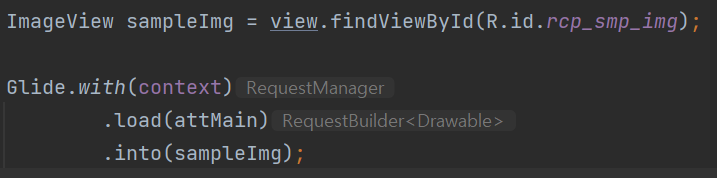 ImageView sampleImg = view.findViewById(R.id.rcp_smp_img);
Glide.with(context) RequestManager
.load(attMain) RequestBuilder<Drawable>
.into(sampleImg);